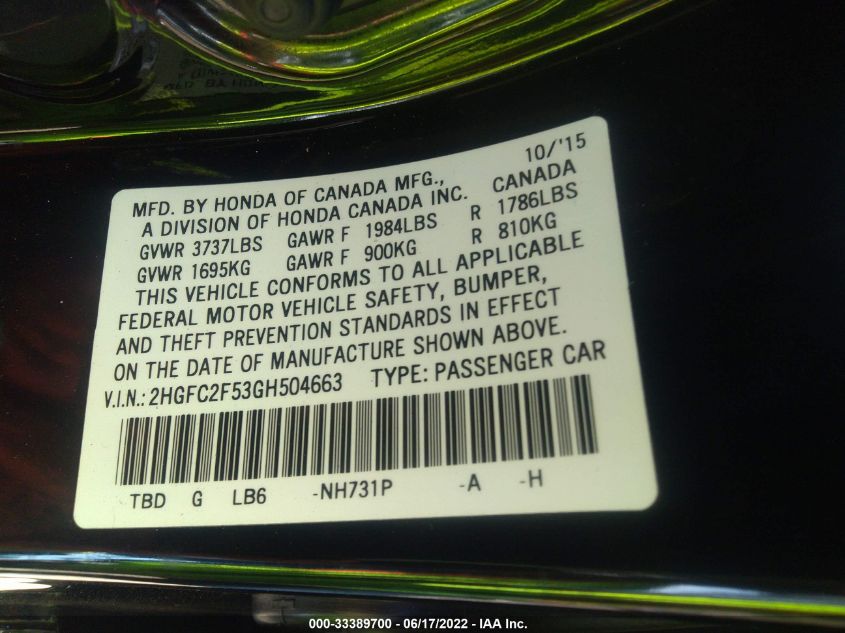 10/'15
MFD. BY HONDA OF CANADA MFG.,
A DIVISION OF HONDA CANADA INC. CANADA
GVWR 3737LBS GAWR F 1984LBS R 1786LBS
GVWR 1695KG GAWR F 900KG R 810KG
THIS VEHICLE CONFORMS TO ALL APPLICABLE
FEDERAL MOTOR VEHICLE SAFETY, BUMPER,
AND THEFT PREVENTION STANDARDS IN EFFECT
ON THE DATE OF MANUFACTURE SHOWN ABOVE.
V.I.N.: 2HGFC2F53GH504663 TYPE: PASSENGER CAR
TBD G LB6 -NH731P -A -H
000-33389700 - 06/17/2022 - IAA Inc.